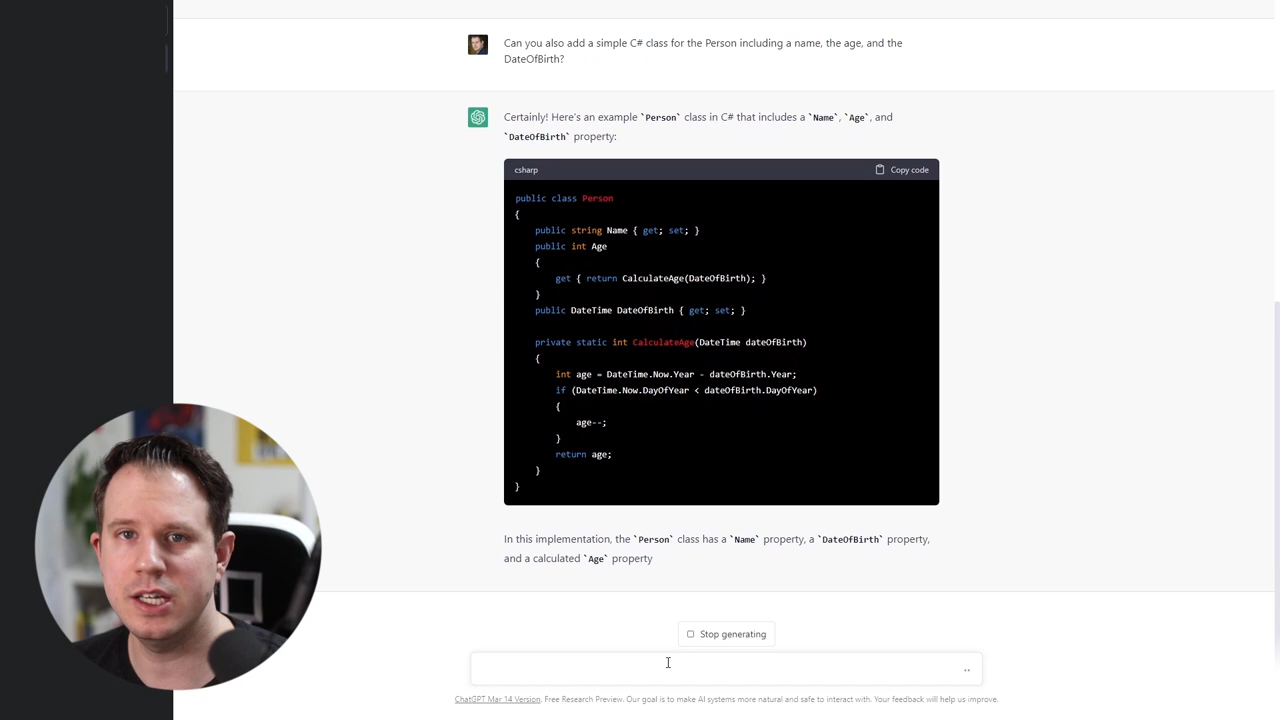 Can you also add a simple C# class for the Person including a name, the age, and the
DateOfBirth?
Certainly! Here's an example `Person` class in C# that includes a `Name`, `Age`, and
`DateOfBirth` property:
csharp
Copy code
public class Person
{
    public string Name { get; set; }
    public int Age
    {
        get { return CalculateAge(DateOfBirth); }
    }
    public DateTime DateOfBirth { get; set; }

    private static int CalculateAge(DateTime dateOfBirth)
    {
        int age = DateTime.Now.Year - dateOfBirth.Year;
        if (DateTime.Now.DayOfYear < dateOfBirth.DayOfYear)
        {
            age--;
        }
        return age;
    }
}
In this implementation, the `Person` class has a `Name` property, a `DateOfBirth` property,
and a calculated `Age` property
Stop generating
ChatGPT Mar 14 Version. Free Research Preview. Our goal is to make AI systems more natural and safe to interact with. Your feedback will help us improve.